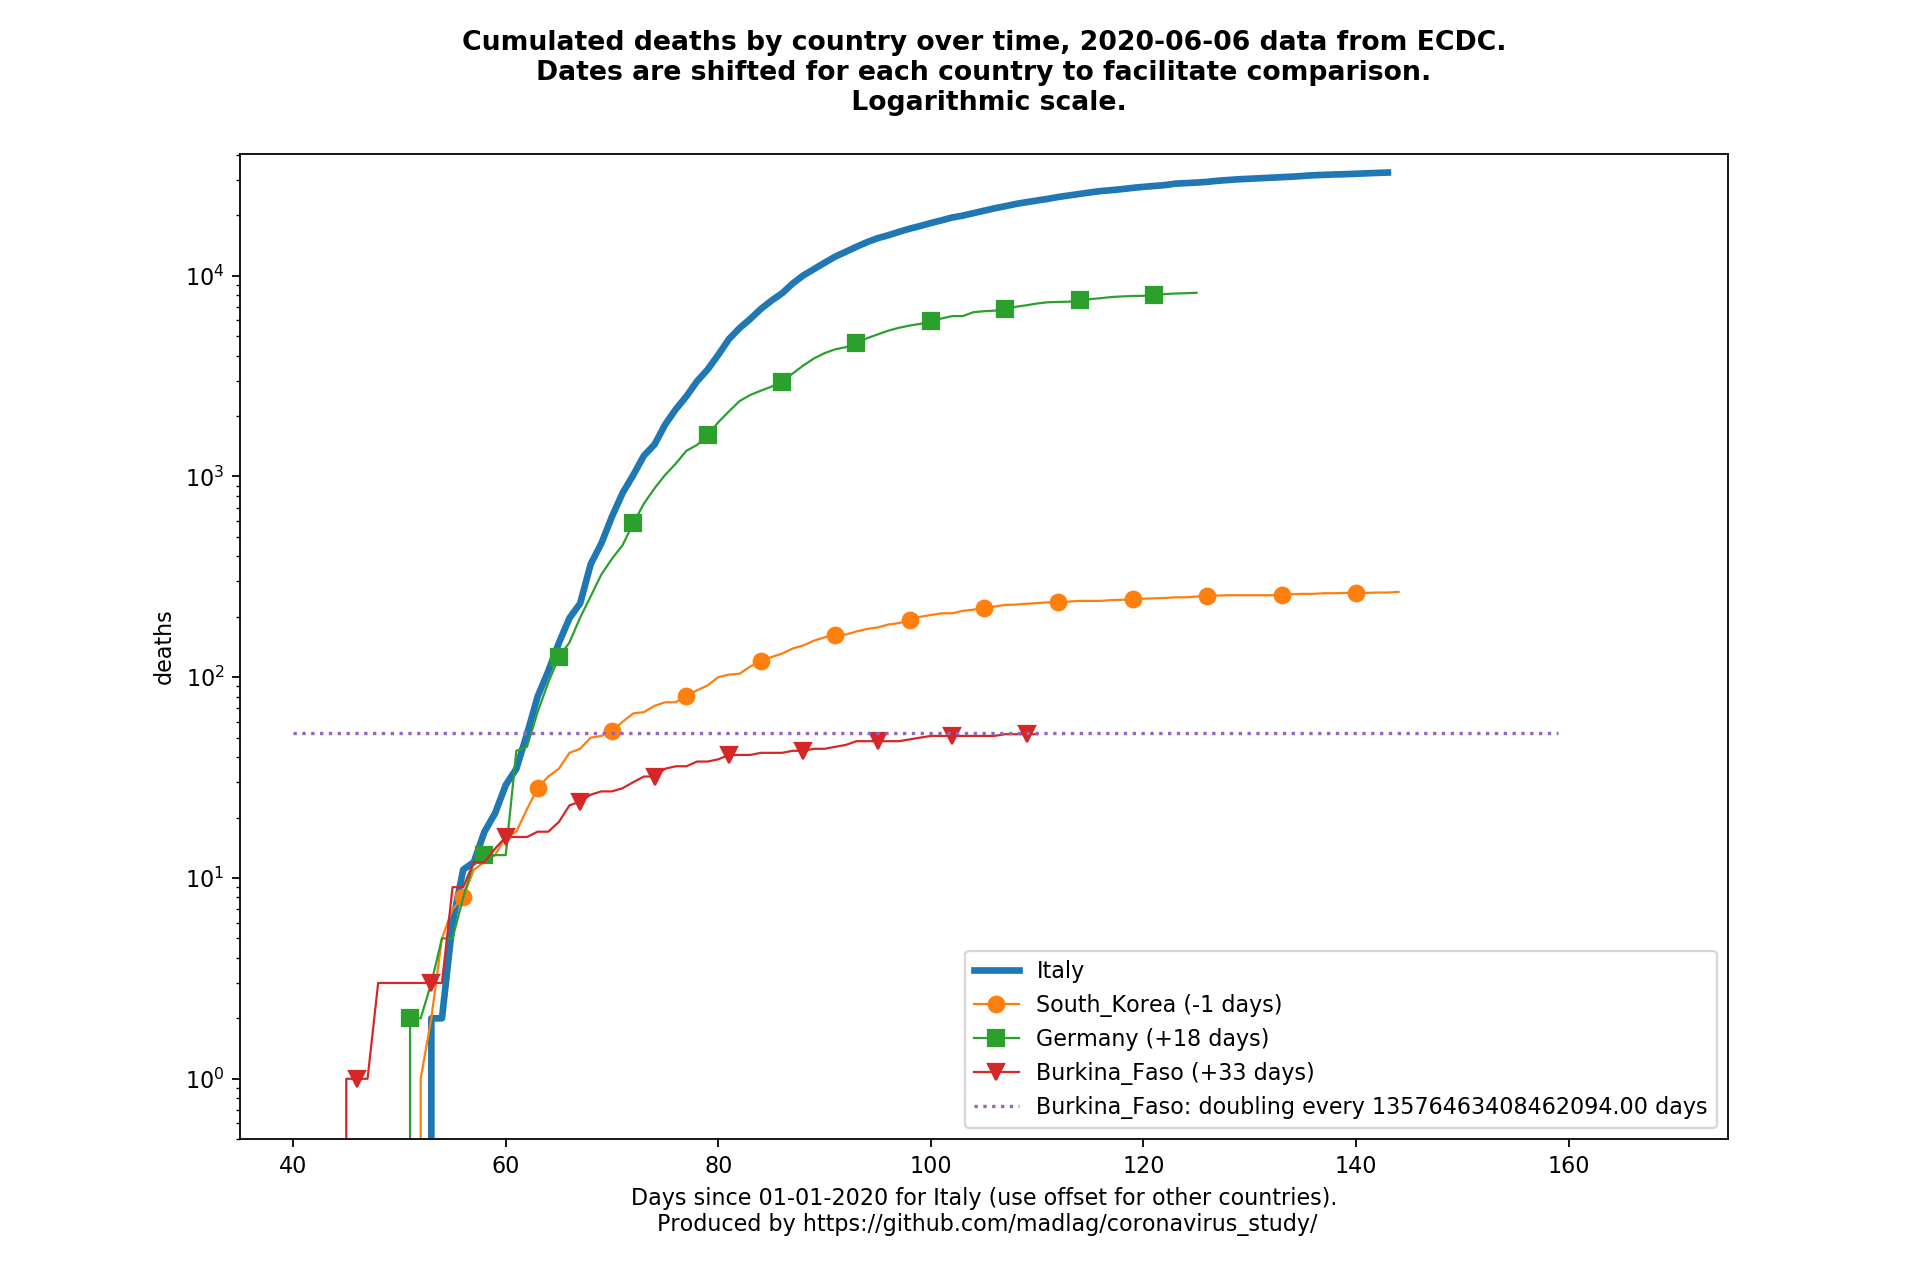 Cumulated deaths by country over time, 2020-06-06 data from ECDC.
Dates are shifted for each country to facilitate comparison.
Logarithmic scale.
10^4
10^3
10^2
10^1
10^0
deaths
Italy
South_Korea (-1 days)
Germany (+18 days)
Burkina_Faso (+33 days)
Burkina_Faso: doubling every 13576463408462094.00 days
40 60 80 100 120 140 160
Days since 01-01-2020 for Italy (use offset for other countries).
Produced by https://github.com/madlag/coronavirus_study/